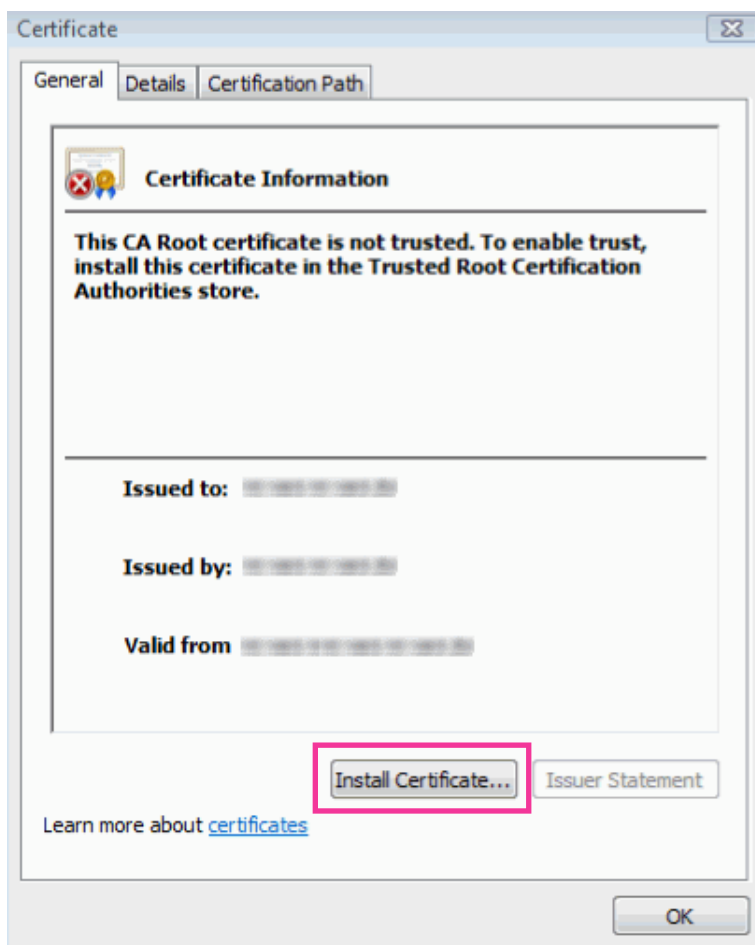 Certificate
General Details Certification Path
Certificate Information
This CA Root certificate is not trusted. To enable trust,
install this certificate in the Trusted Root Certification
Authorities store.
Issued to:
Issued by:
Valid from
Install Certificate... Issuer Statement
Learn more about certificates
OK